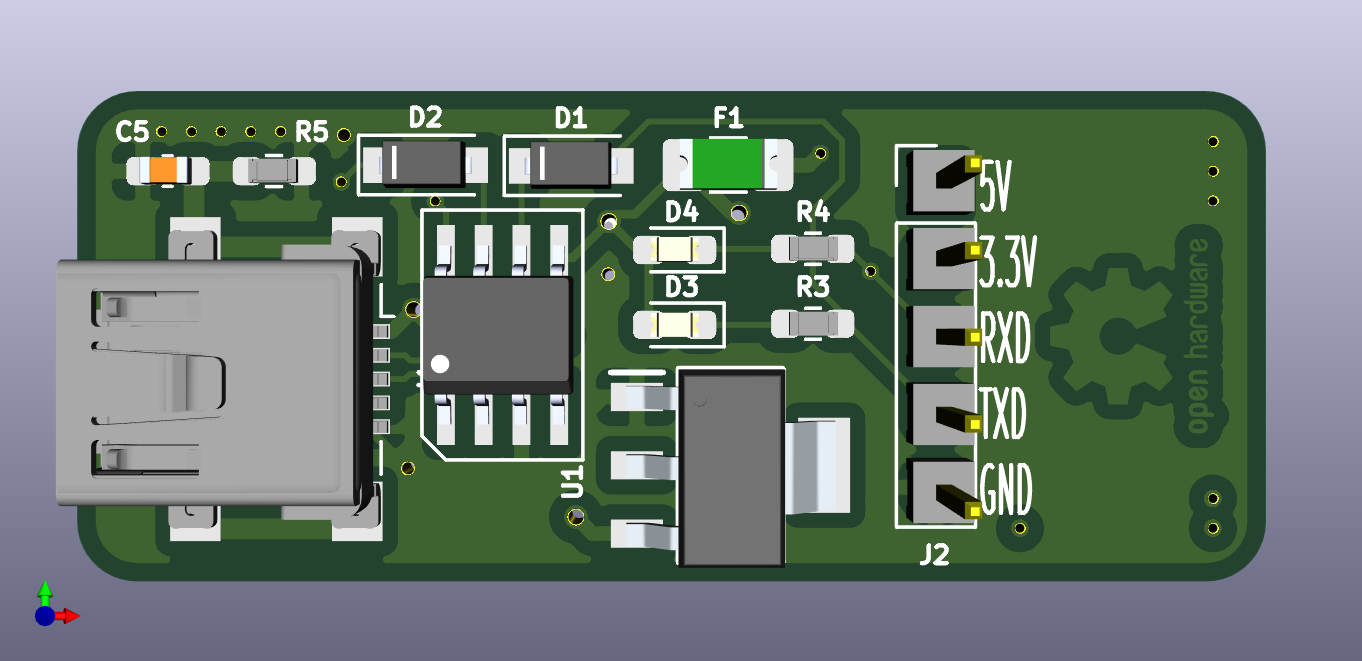 C5
R5
D2
D1
F1
5V
D4
R4
3.3V
D3
R3
RXD
TXD
GND
U1
J2
open hardware